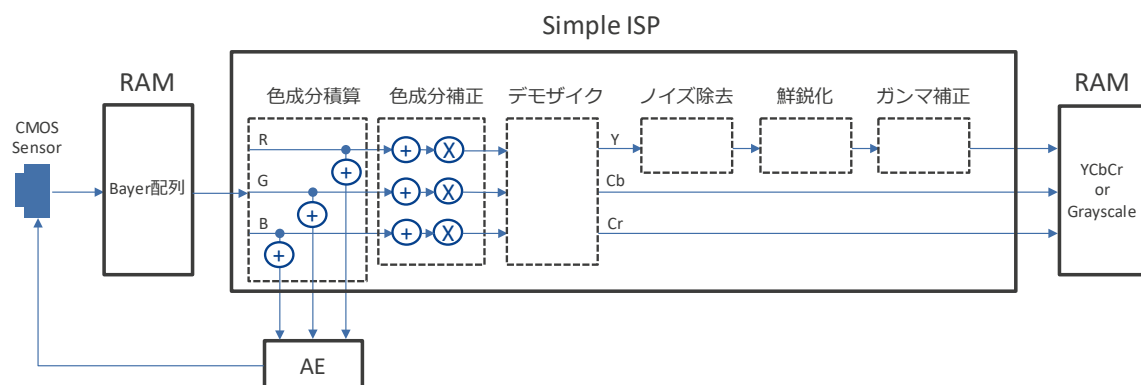 Simple ISP
RAM
RAM
色成分積算
色成分補正
デモザイク
ノイズ除去
鮮鋭化
ガンマ補正
CMOS
Sensor
Bayer配列
R
G
B
+
+
+
+
X
+
X
+
X
Y
Cb
Cr
YCbCr
or
Grayscale
AE